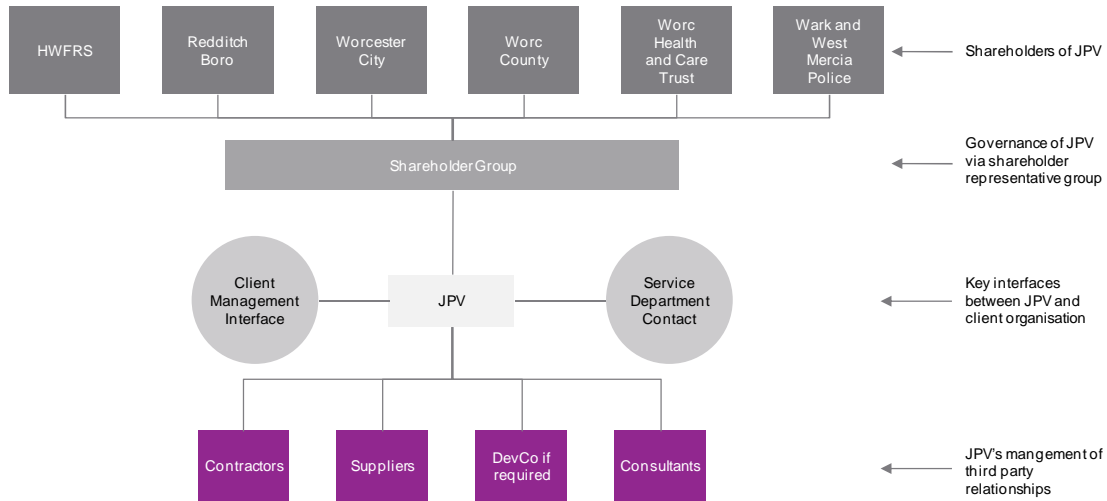 HWFRS
Redditch
Boro
Worcester
City
Worc
County
Worc
Health
and Care
Trust
Wark and
West
Mercia
Police
Shareholders of JPV
Shareholder Group
Governance of JPV
via shareholder
representative group
Client
Management
Interface
JPV
Service
Department
Contact
Key interfaces
between JPV and
client organisation
Contractors
Suppliers
DevCo if
required
Consultants
JPV's mangement of
third party
relationships